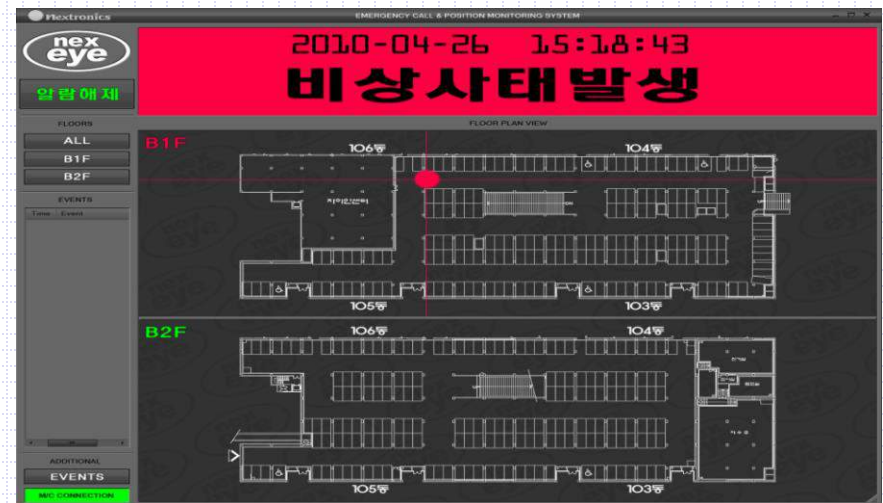 Nextronics
EMERGENCY CALL & POSITION MONITORING SYSTEM
nex
eye
2010-04-26 15:18:43
비상사태발생
알람해제
FLOORS
ALL
B1F
B2F
EVENTS
Time Event
ADDITIONAL
EVENTS
M/C CONNECTION
FLOOR PLAN VIEW
B1F
106동
104동
105동
103동
B2F
106동
104동
105동
103동